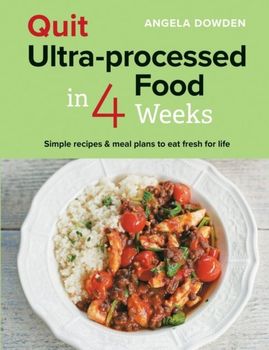 ANGELA DOWDEN
Quit
Ultra-processed
Food
in 4 Weeks
Simple recipes & meal plans to eat fresh for life